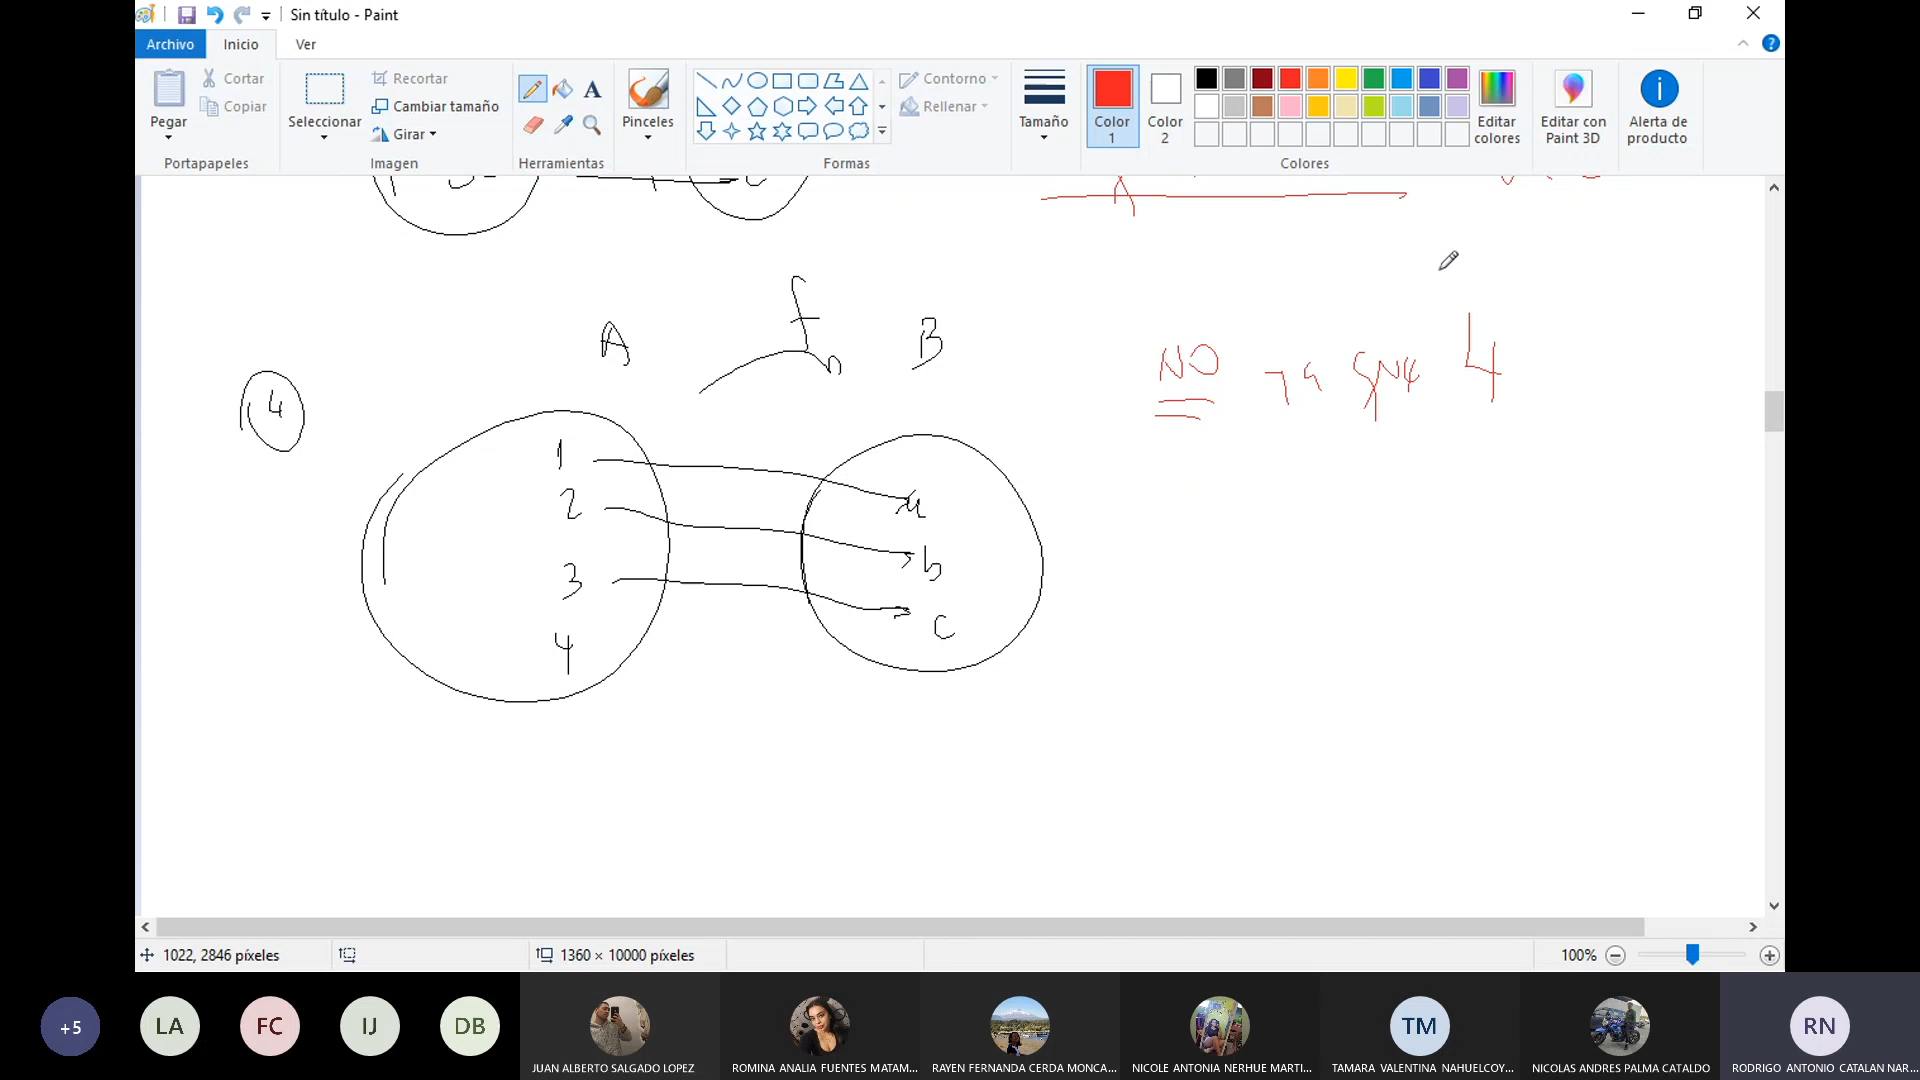 Sin título - Paint
Archivo Inicio Ver
Pegar
Cortar
Copiar
Portapapeles
Seleccionar
Recortar
Cambiar tamaño
Girar
Imagen
A
Herramientas
Pinceles
Contorno
Rellenar
Formas
Tamaño
Color 1
Color 2
Editar colores
Colores
Editar con Paint 3D
Alerta de producto
A f B
NO ya que 4
4
1
2
3
4
a
b
c
1022, 2846 píxeles
1360 × 10000 píxeles
100%
+5 LA FC IJ DB TM RN
JUAN ALBERTO SALGADO LOPEZ
ROMINA ANALIA FUENTES MATAM...
RAYEN FERNANDA CERDA MONCA...
NICOLE ANTONIA NERHUE MARTI...
TAMARA VALENTINA NAHUELCOY...
NICOLAS ANDRES PALMA CATALDO
RODRIGO ANTONIO CATALAN NAR...